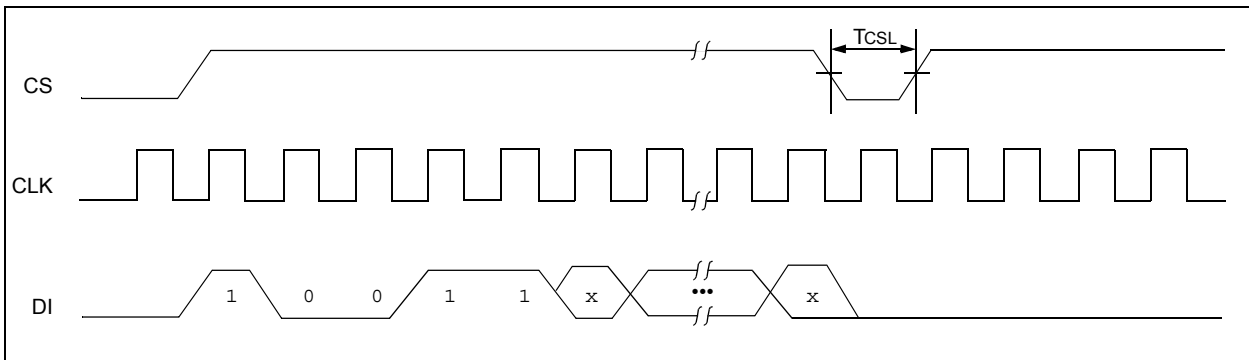 TCSL
CS
CLK
DI
1 0 0 1 1 x ••• x